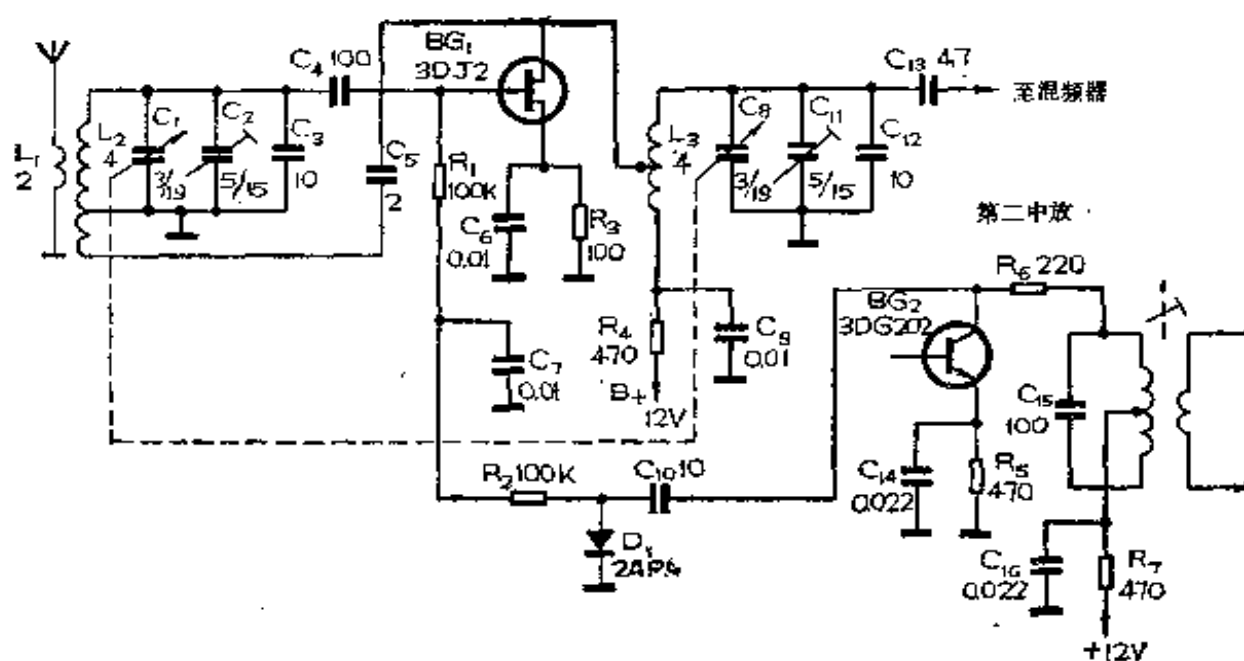 C₄ 100
BG₁
3DJ2
C₁₃ 4.7
至混频器
L₁
2
L₂
4
C₁
3/19
C₂
5/15
C₃
10
C₅
2
R₁
100k
C₆
0.01
R₃
100
L₃
4
C₈
3/19
C₁₁
5/15
C₁₂
10
第二中放
R₆ 220
BG₂
3DG202
R₄
470
C₉
0.01
B+
12V
C₇
0.01
C₁₅
100
R₂ 100K
C₁₀ 10
C₁₄
0.022
R₅
470
D₁
C₁₆
0.022
R₇
470
+12V